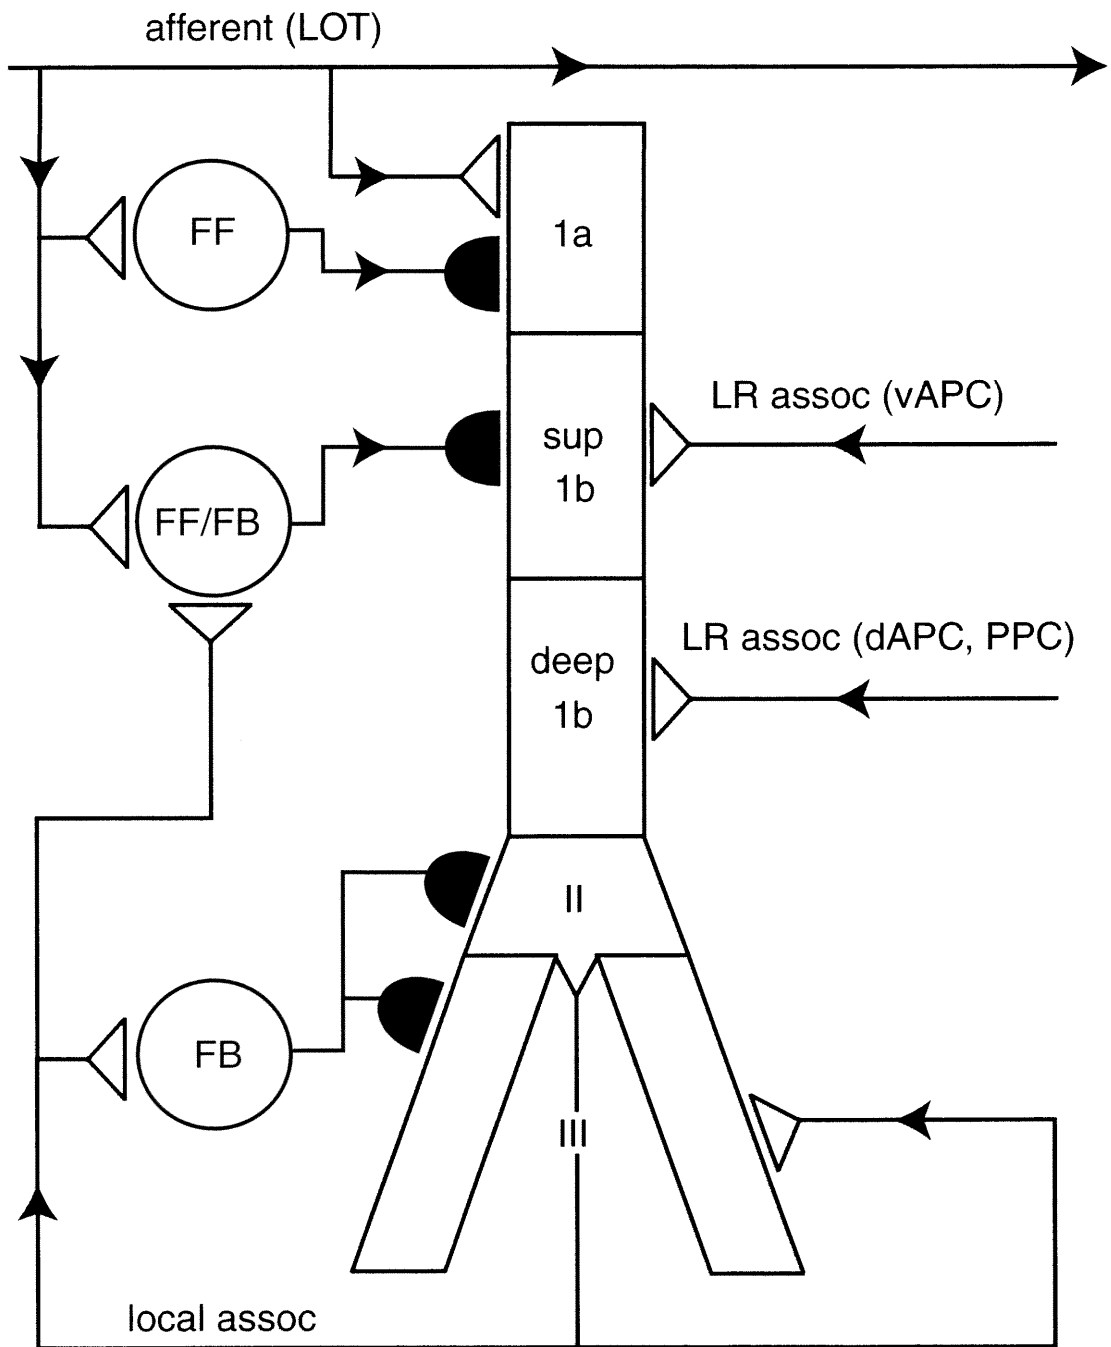 afferent (LOT)
FF
1a
LR assoc (vAPC)
sup
1b
FF/FB
LR assoc (dAPC, PPC)
deep
1b
II
FB
III
local assoc